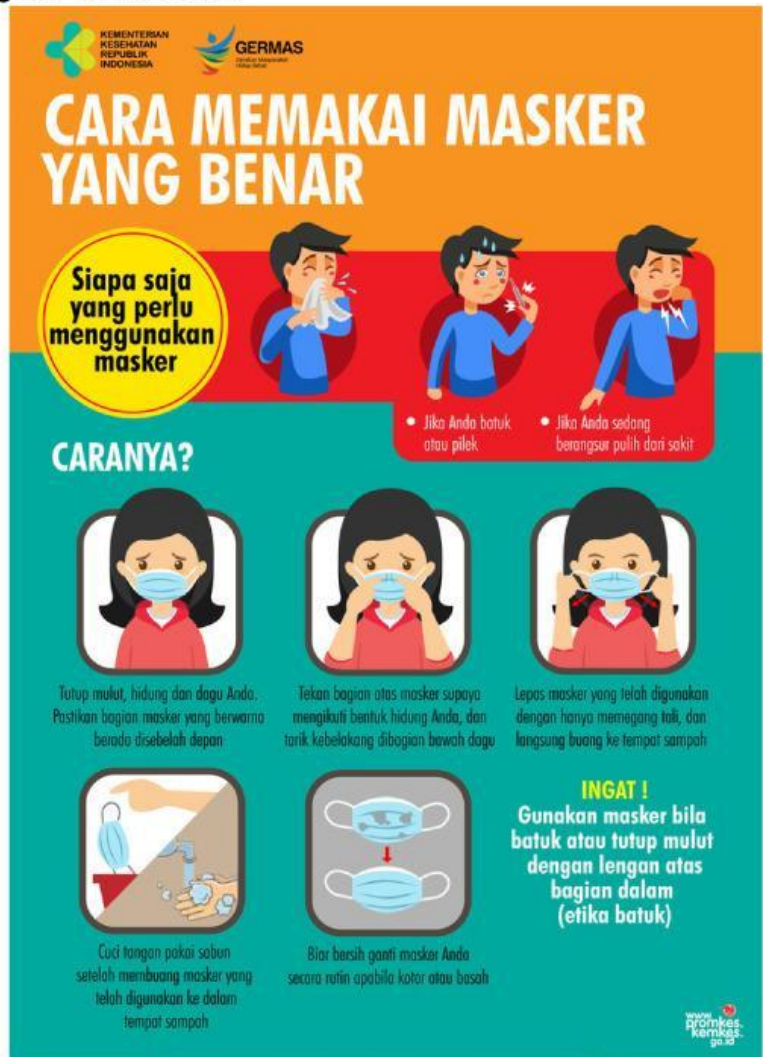 KEMENTERIAN
KESEHATAN
REPUBLIK
INDONESIA
GERMAS
CARA MEMAKAI MASKER
YANG BENAR
Siapa saja
yang perlu
menggunakan
masker
• Jika Anda batuk
atau pilek
• Jika Anda sedang
berangsur pulih dari sakit
CARANYA?
Tutup mulut, hidung dan dagu Anda.
Pastikan bagian masker yang berwarna
berada disebelah depan
Tekan bagian atas masker supaya
mengikuti bentuk hidung Anda, dan
tarik kebelakang dibagian bawah dagu
Lepas masker yang telah digunakan
dengan hanya memegang tali, dan
langsung buang ke tempat sampah
Cuci tangan pakai sabun
setelah membuang masker yang
telah digunakan ke dalam
tempat sampah
Biar bersih ganti masker Anda
secara rutin apabila kotor atau basah
INGAT !
Gunakan masker bila
batuk atau tutup mulut
dengan lengan atas
bagian dalam
(etika batuk)
www.
promkes.
kemkes.
go.id